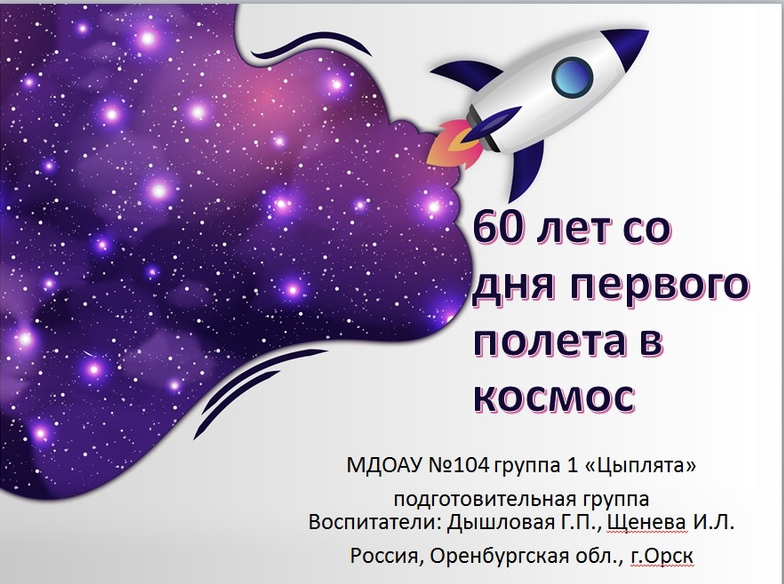 60 лет со
дня первого
полета в
космос
МДОАУ №104 группа 1 «Цыплята»
подготовительная группа
Воспитатели: Дышловая Г.П., Щенева И.Л.
Россия, Оренбургская обл., г.Орск